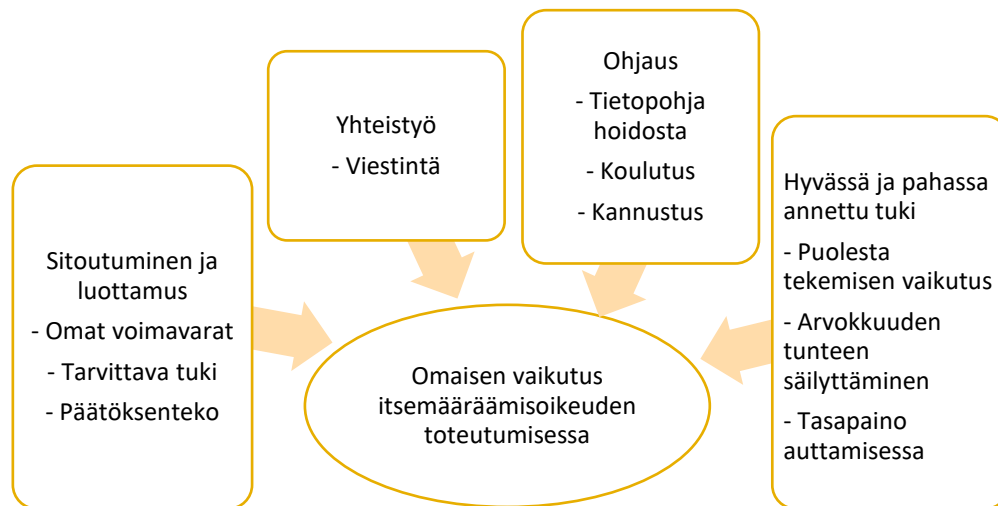 Sitoutuminen ja
luottamus
- Omat voimavarat
- Tarvittava tuki
- Päätöksenteko
Yhteistyö
- Viestintä
Ohjaus
- Tietopohja
hoidosta
- Koulutus
- Kannustus
Hyvässä ja pahassa
annettu tuki
- Puolesta
tekemisen vaikutus
- Arvokkuuden
tunteen
säilyttäminen
- Tasapaino
auttamisessa
Omaisen vaikutus
itsemääräämisoikeuden
toteutumisessa